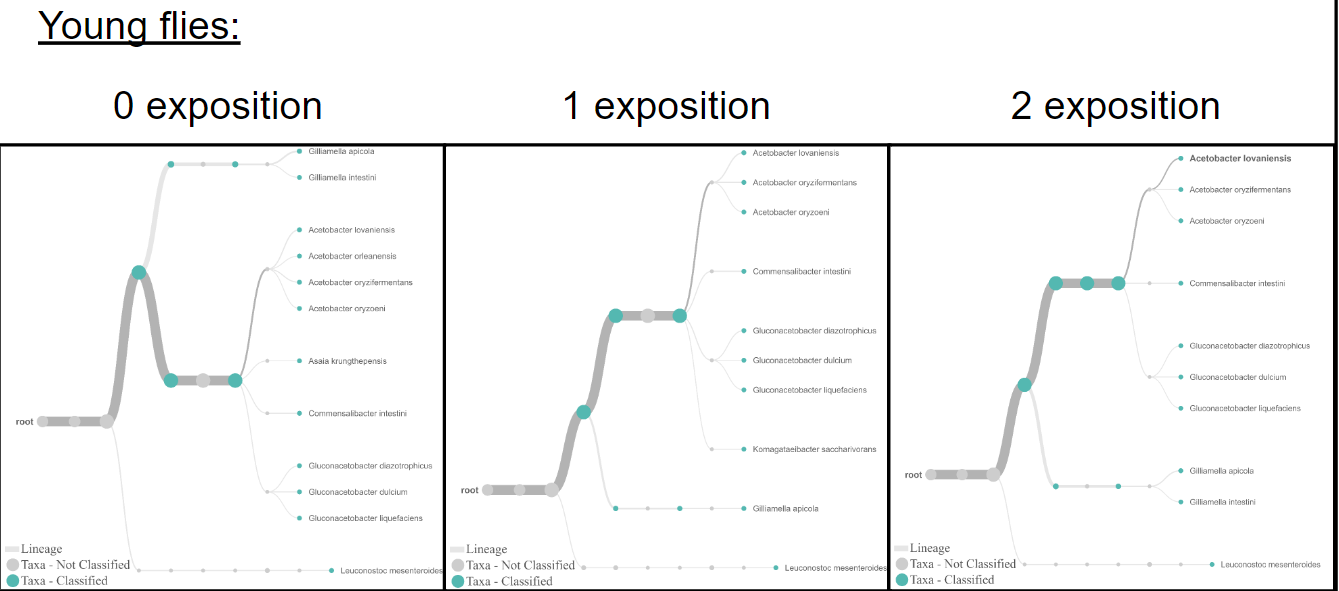 Young flies:
0 exposition
1 exposition
2 exposition
Gilliamella apicola
Gilliamella intestini
Acetobacter lovaniensis
Acetobacter orleanensis
Acetobacter oryzifermentans
Acetobacter oryzoeni
Asaia krungthepensis
Commensalibacter intestini
root
Gluconacetobacter diazotrophicus
Gluconacetobacter dulcium
Gluconacetobacter liquefaciens
Lineage
Taxa - Not Classified
Taxa - Classified
Leuconostoc mesenteroides
Acetobacter lovaniensis
Acetobacter oryzifermentans
Acetobacter oryzoeni
Commensalibacter intestini
Gluconacetobacter diazotrophicus
Gluconacetobacter dulcium
Gluconacetobacter liquefaciens
Komagataeibacter saccharivorans
root
Gilliamella apicola
Lineage
Taxa - Not Classified
Taxa - Classified
Leuconostoc mesenteroides
Acetobacter lovaniensis
Acetobacter oryzifermentans
Acetobacter oryzoeni
Commensalibacter intestini
Gluconacetobacter diazotrophicus
Gluconacetobacter dulcium
Gluconacetobacter liquefaciens
root
Gilliamella apicola
Gilliamella intestini
Lineage
Taxa - Not Classified
Taxa - Classified
Leuconostoc mesenteroides